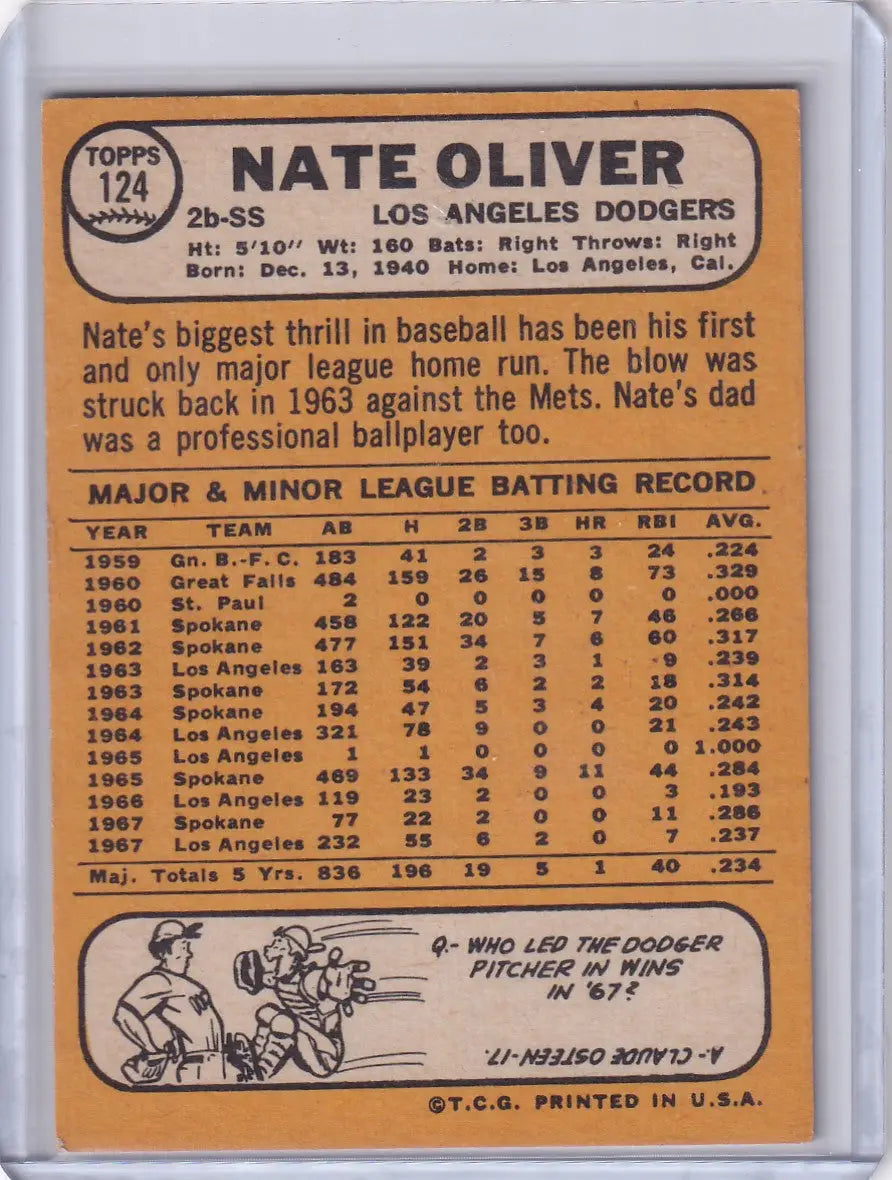 TOPPS
124
NATE OLIVER
2b-SS LOS ANGELES DODGERS
Ht: 5'10" Wt: 160 Bats: Right Throws: Right
Born: Dec. 13, 1940 Home: Los Angeles, Cal.
Nate's biggest thrill in baseball has been his first
and only major league home run. The blow was
struck back in 1963 against the Mets. Nate's dad
was a professional ballplayer too.
MAJOR & MINOR LEAGUE BATTING RECORD
YEAR TEAM AB H 2B 3B HR RBI AVG.
1959 Gn. B.-F. C. 183 41 2 3 3 24 .224
1960 Great Falls 484 159 26 15 8 73 .329
1960 St. Paul 2 0 0 0 0 0 .000
1961 Spokane 458 122 20 5 7 46 .266
1962 Spokane 477 151 34 7 6 60 .317
1963 Los Angeles 163 39 2 3 1 9 .239
1963 Spokane 172 54 6 2 2 18 .314
1964 Spokane 194 47 5 3 4 20 .242
1964 Los Angeles 321 78 9 0 0 21 .243
1965 Los Angeles 1 1 0 0 0 0 1.000
1965 Spokane 469 133 34 9 11 44 .284
1966 Los Angeles 119 23 2 0 0 3 .193
1967 Spokane 77 22 2 0 0 11 .286
1967 Los Angeles 232 55 6 2 0 7 .237
Maj. Totals 5 Yrs. 836 196 19 5 1 40 .234
Q.- WHO LED THE DODGER
PITCHER IN WINS
IN '67?
A.- CLAUDE OSTEEN-17.
©T.C.G. PRINTED IN U.S.A.